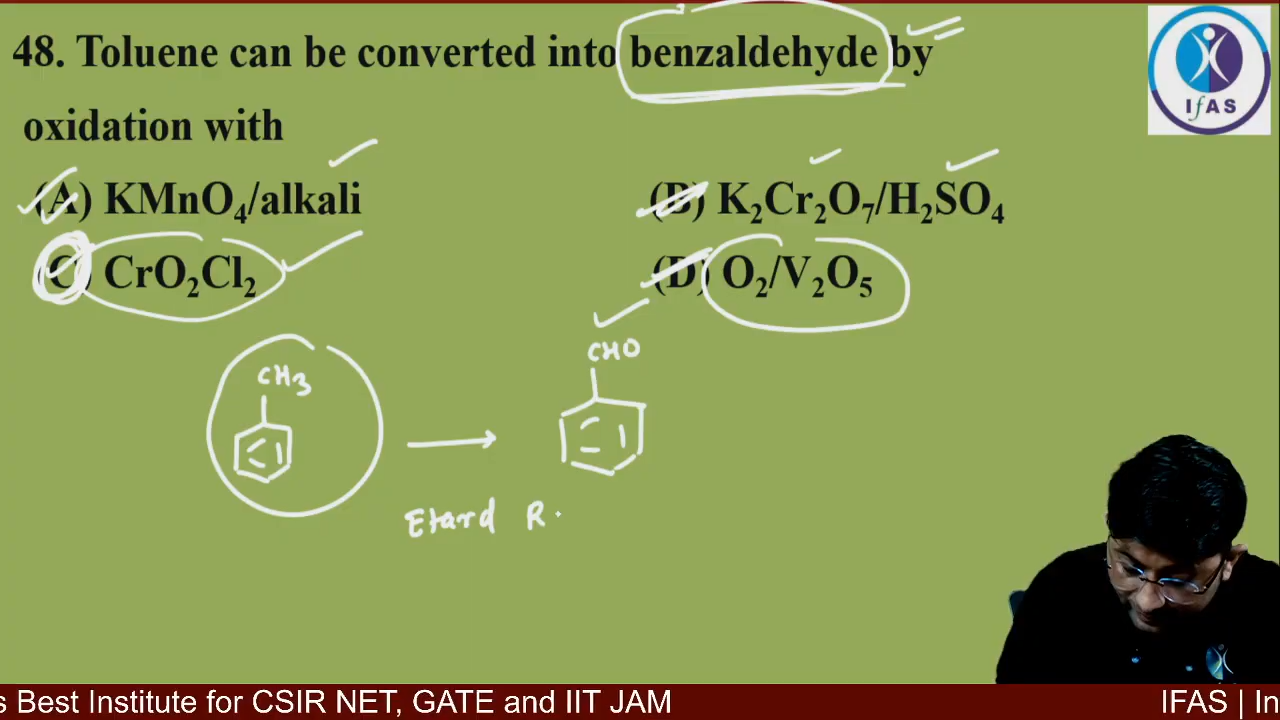 48. Toluene can be converted into benzaldehyde by
oxidation with
(A) KMnO₄/alkali
(B) K₂Cr₂O₇/H₂SO₄
(C) CrO₂Cl₂
(D) O₂/V₂O₅
CH3
CHO
Etard R.
IFAS
s Best Institute for CSIR NET, GATE and IIT JAM
IFAS | In